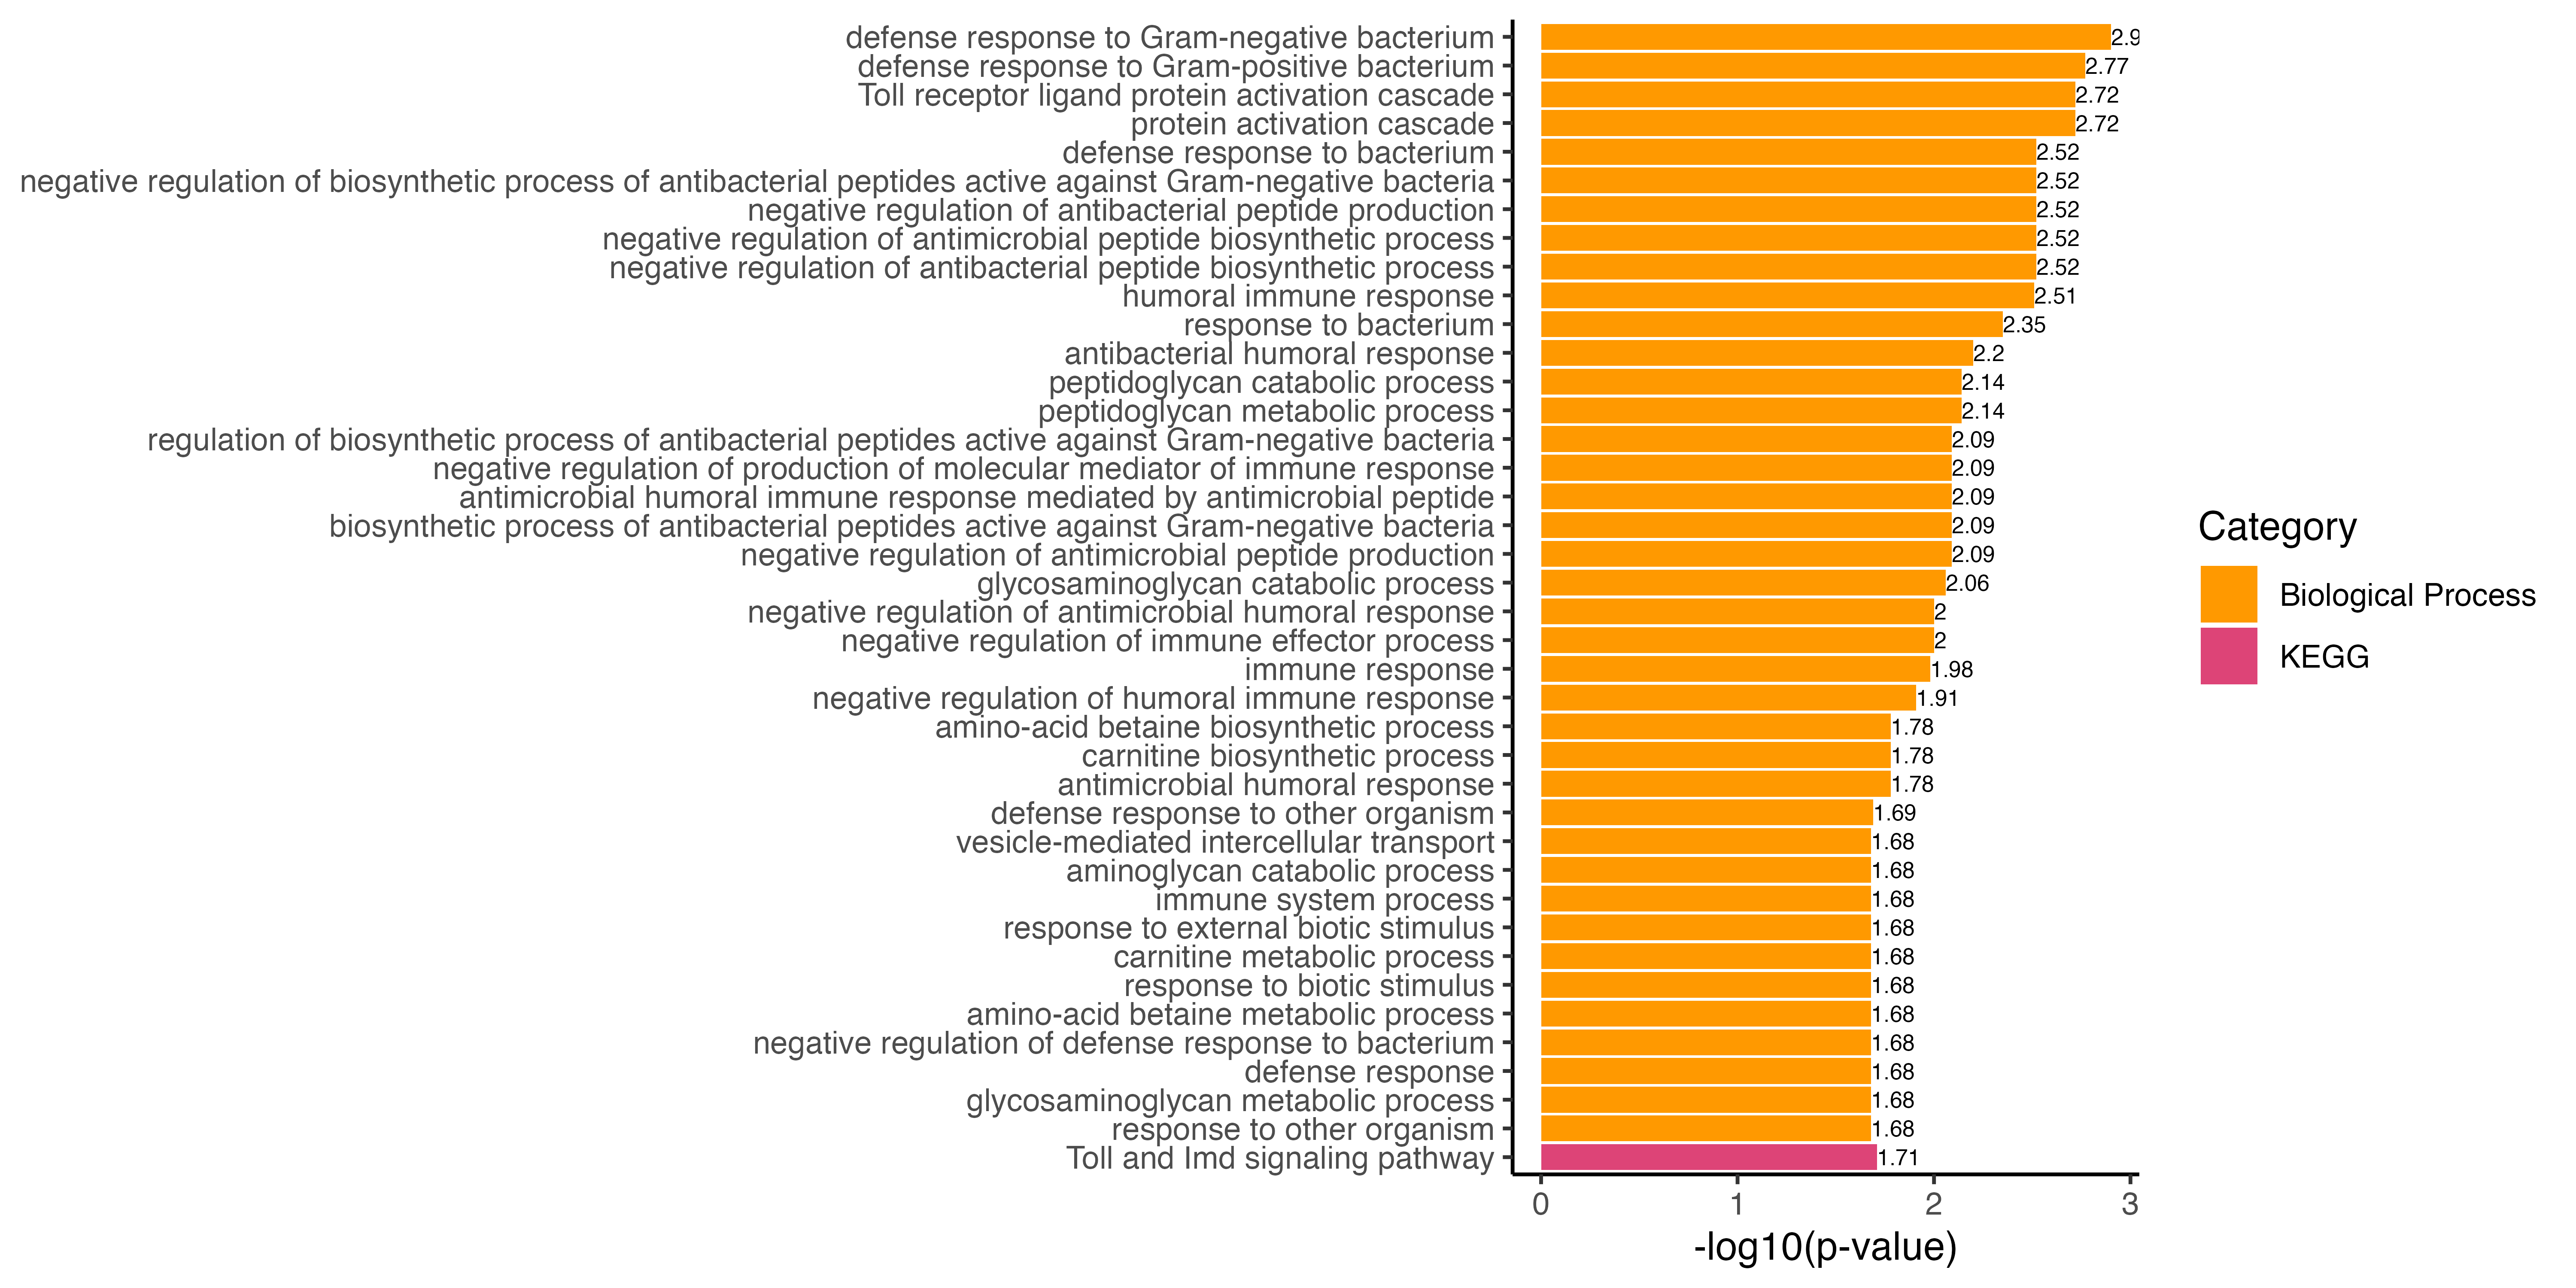 defense response to Gram-negative bacterium 2.9
defense response to Gram-positive bacterium 2.77
Toll receptor ligand protein activation cascade 2.72
protein activation cascade 2.72
defense response to bacterium 2.52
negative regulation of biosynthetic process of antibacterial peptides active against Gram-negative bacteria 2.52
negative regulation of antibacterial peptide production 2.52
negative regulation of antimicrobial peptide biosynthetic process 2.52
negative regulation of antibacterial peptide biosynthetic process 2.52
humoral immune response 2.51
response to bacterium 2.35
antibacterial humoral response 2.2
peptidoglycan catabolic process 2.14
peptidoglycan metabolic process 2.14
regulation of biosynthetic process of antibacterial peptides active against Gram-negative bacteria 2.09
negative regulation of production of molecular mediator of immune response 2.09
antimicrobial humoral immune response mediated by antimicrobial peptide 2.09
biosynthetic process of antibacterial peptides active against Gram-negative bacteria 2.09
negative regulation of antimicrobial peptide production 2.09
glycosaminoglycan catabolic process 2.06
negative regulation of antimicrobial humoral response 2
negative regulation of immune effector process 2
immune response 1.98
negative regulation of humoral immune response 1.91
amino-acid betaine biosynthetic process 1.78
carnitine biosynthetic process 1.78
antimicrobial humoral response 1.78
defense response to other organism 1.69
vesicle-mediated intercellular transport 1.68
aminoglycan catabolic process 1.68
immune system process 1.68
response to external biotic stimulus 1.68
carnitine metabolic process 1.68
response to biotic stimulus 1.68
amino-acid betaine metabolic process 1.68
negative regulation of defense response to bacterium 1.68
defense response 1.68
glycosaminoglycan metabolic process 1.68
response to other organism 1.68
Toll and Imd signaling pathway 1.71
0 1 2 3
-log10(p-value)
Category
Biological Process
KEGG